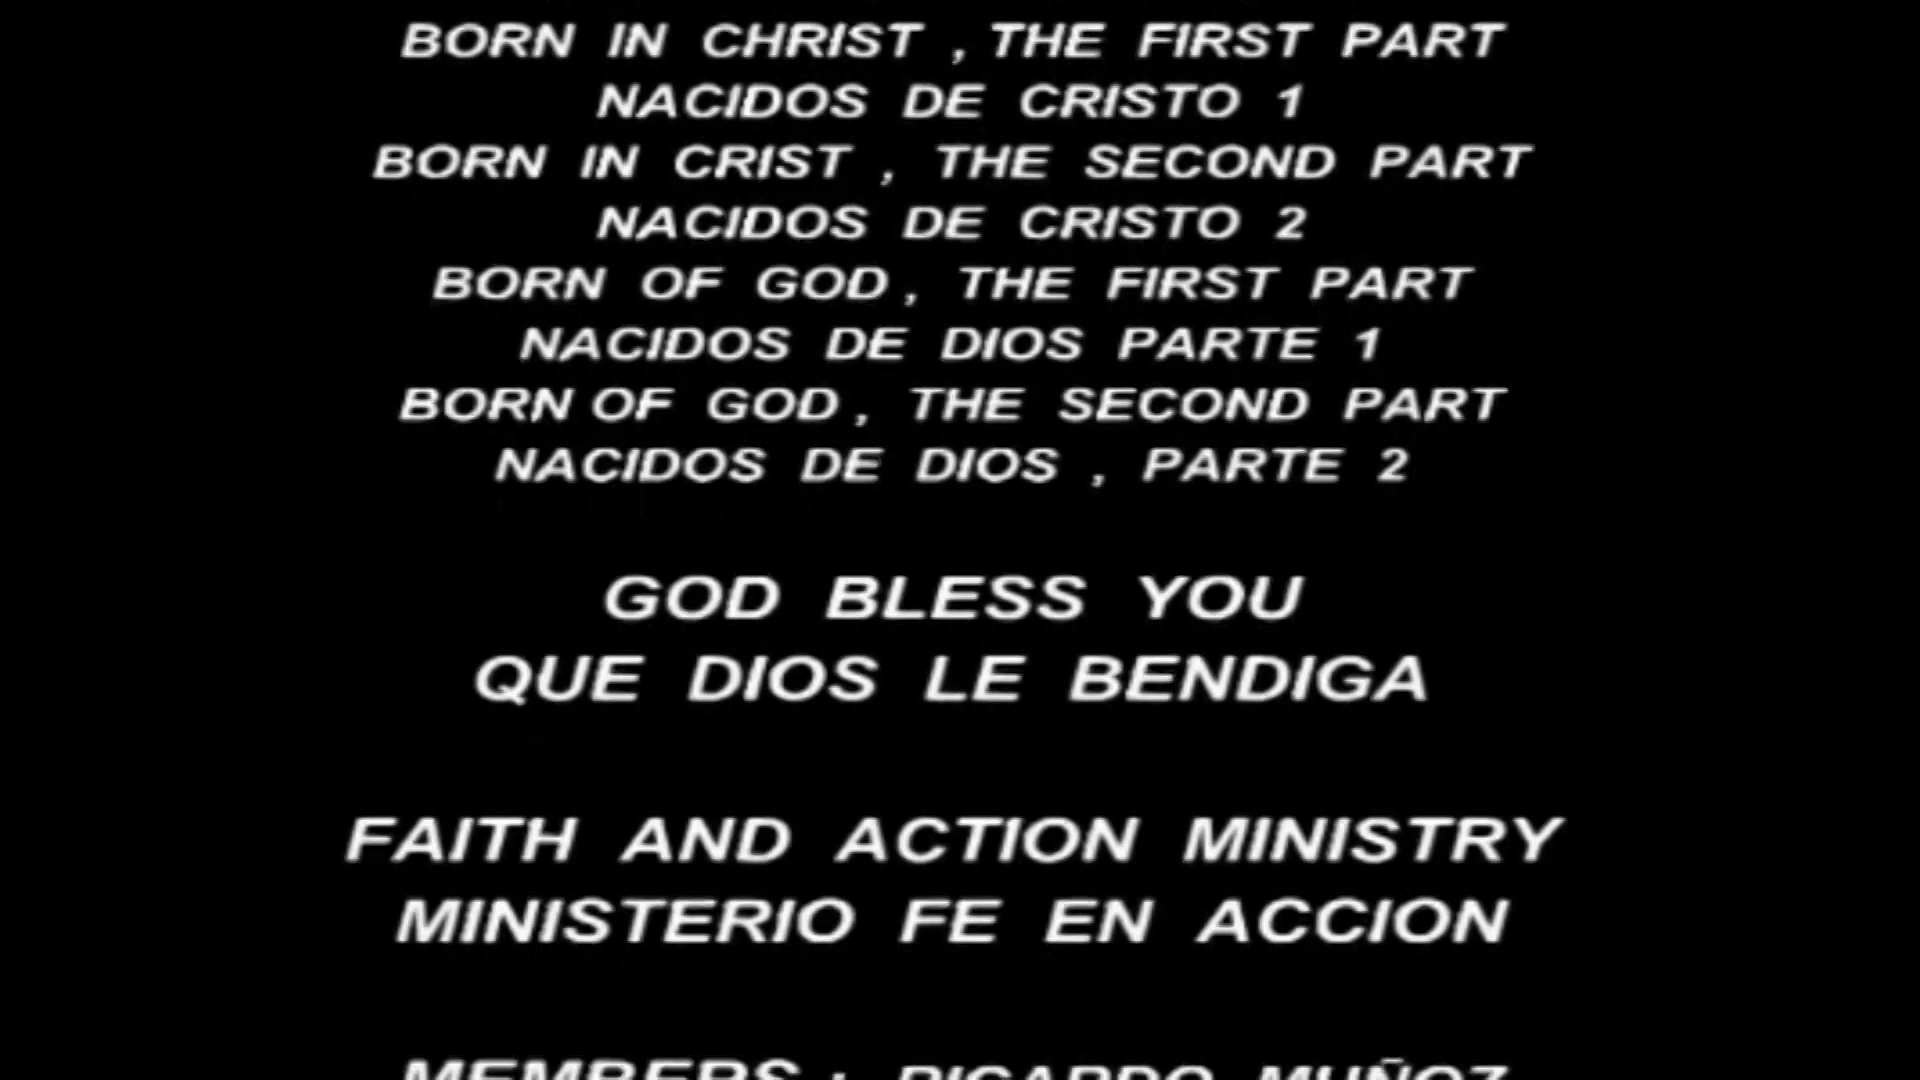 BORN IN CHRIST , THE FIRST PART
NACIDOS DE CRISTO 1
BORN IN CRIST , THE SECOND PART
NACIDOS DE CRISTO 2
BORN OF GOD , THE FIRST PART
NACIDOS DE DIOS PARTE 1
BORN OF GOD , THE SECOND PART
NACIDOS DE DIOS , PARTE 2
GOD BLESS YOU
QUE DIOS LE BENDIGA
FAITH AND ACTION MINISTRY
MINISTERIO FE EN ACCION
MEMBERS : RICARDO MUÑOZ